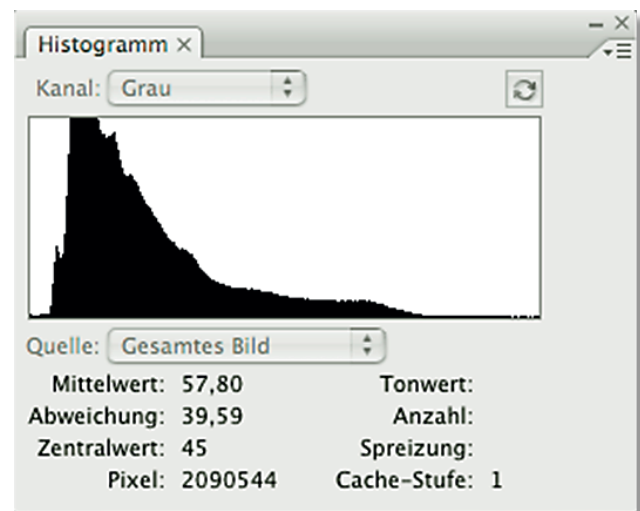 Histogramm
Kanal: Grau
Quelle: Gesamtes Bild
Mittelwert: 57,80 Tonwert:
Abweichung: 39,59 Anzahl:
Zentralwert: 45 Spreizung:
Pixel: 2090544 Cache-Stufe: 1